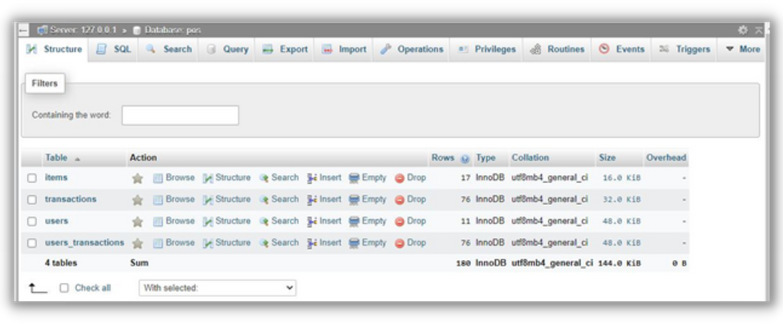 Server: 127.0.0.1 » Database: pos
Structure SQL Search Query Export Import Operations Privileges Routines Events Triggers More
Filters
Containing the word:
Table Action Rows Type Collation Size Overhead
items Browse Structure Search Insert Empty Drop 17 InnoDB utf8mb4_general_ci 16.0 KiB -
transactions Browse Structure Search Insert Empty Drop 76 InnoDB utf8mb4_general_ci 32.0 KiB -
users Browse Structure Search Insert Empty Drop 11 InnoDB utf8mb4_general_ci 48.0 KiB -
users_transactions Browse Structure Search Insert Empty Drop 76 InnoDB utf8mb4_general_ci 48.0 KiB -
4 tables Sum 180 InnoDB utf8mb4_general_ci 144.0 KiB 0 B
Check all With selected: